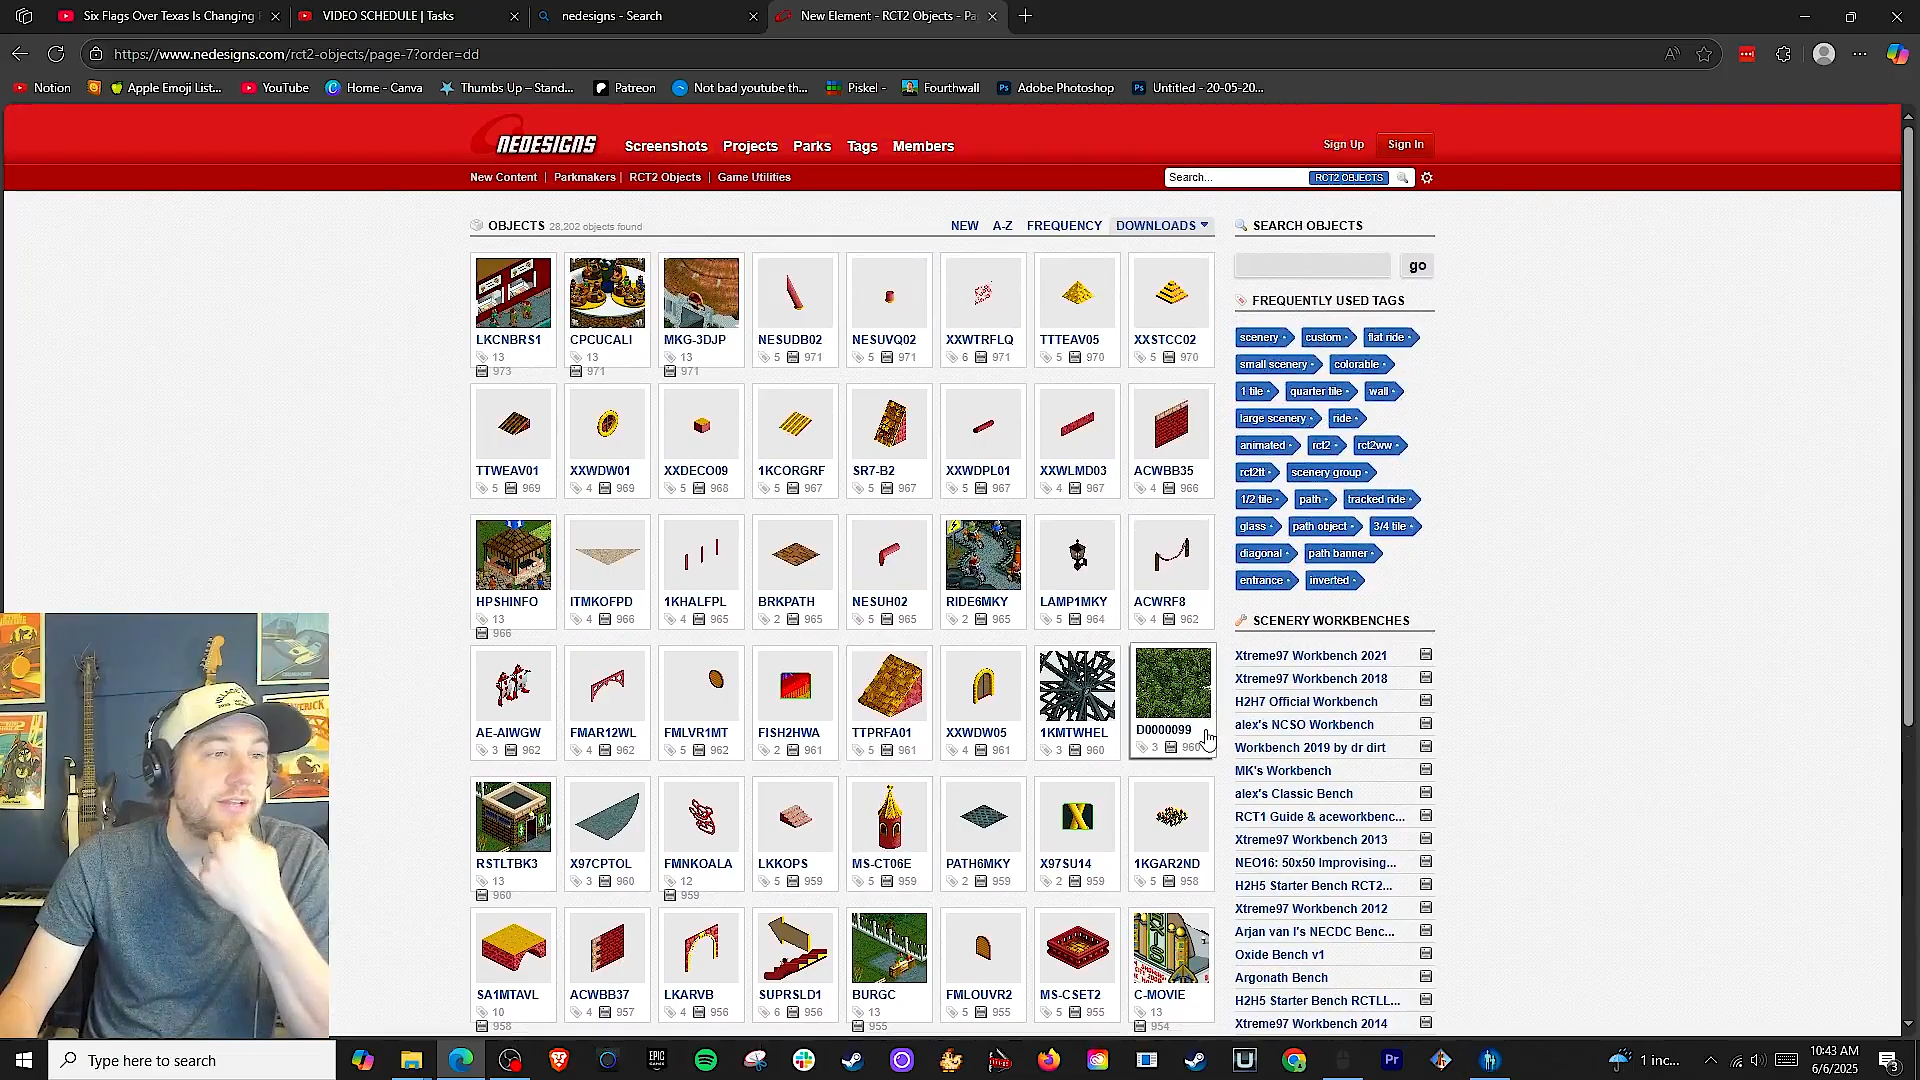 Six Flags Over Texas Is Changing
VIDEO SCHEDULE | Tasks
nedesigns - Search
New Element - RCT2 Objects - Pa
https://www.nedesigns.com/rct2-objects/page-7?order=dd
Notion
Apple Emoji List...
YouTube
Home - Canva
Thumbs Up – Stand...
Patreon
Not bad youtube th...
Piskel -
Fourthwall
Adobe Photoshop
Untitled - 20-05-20...
NEDESIGNS
Screenshots Projects Parks Tags Members
Sign Up Sign In
New Content | Parkmakers | RCT2 Objects | Game Utilities
Search... RCT2 OBJECTS
OBJECTS 28,202 objects found
NEW A-Z FREQUENCY DOWNLOADS
LKCNBRS1 CPCUCALI MKG-3DJP NESUDB02 NESUVQ02 XXWTRFLQ TTTEAV05 XXSTCC02
13 13 13 5 971 5 971 6 971 5 970 5 970
973 971 971
TTWEAV01 XXWDW01 XXDECO09 1KCORGRF SR7-B2 XXWDPL01 XXWLMD03 ACWBB35
5 969 4 969 5 968 5 967 5 967 5 967 4 967 4 966
HPSHINFO ITMKOFPD 1KHALFPL BRKPATH NESUH02 RIDE6MKY LAMP1MKY ACWRF8
13 4 966 4 965 2 965 5 965 2 965 5 964 4 962
966
AE-AIWGW FMAR12WL FMLVR1MT FISH2HWA TTPRFA01 XXWDW05 1KMTWHEL D0000099
3 962 4 962 5 962 2 961 5 961 4 961 3 960 3 960
RSTLTBK3 X97CPTOL FMNKOALA LKKOPS MS-CT06E PATH6MKY X97SU14 1KGAR2ND
13 3 960 12 5 959 5 959 2 959 2 959 5 958
960 959
SA1MTAVL ACWBB37 LKARVB SUPRSLD1 BURGC FMLOUVR2 MS-CSET2 C-MOVIE
10 4 957 4 956 6 956 13 5 955 5 955 13
958 955 954
SEARCH OBJECTS
go
FREQUENTLY USED TAGS
scenery custom flat ride
small scenery colorable
1 tile quarter tile wall
large scenery ride
animated rct2 rct2ww
rct2tt scenery group
1/2 tile path tracked ride
glass path object 3/4 tile
diagonal path banner
entrance inverted
SCENERY WORKBENCHES
Xtreme97 Workbench 2021
Xtreme97 Workbench 2018
H2H7 Official Workbench
alex's NCSO Workbench
Workbench 2019 by dr dirt
MK's Workbench
alex's Classic Bench
RCT1 Guide & aceworkbenc...
Xtreme97 Workbench 2013
NEO16: 50x50 Improvising...
H2H5 Starter Bench RCT2...
Xtreme97 Workbench 2012
Arjan van l's NECDC Benc...
Oxide Bench v1
Argonath Bench
H2H5 Starter Bench RCTLL...
Xtreme97 Workbench 2014
MAVERICK
Type here to search
EPIC GAMES
Pr
1 inc...
10:43 AM
6/6/2025
3